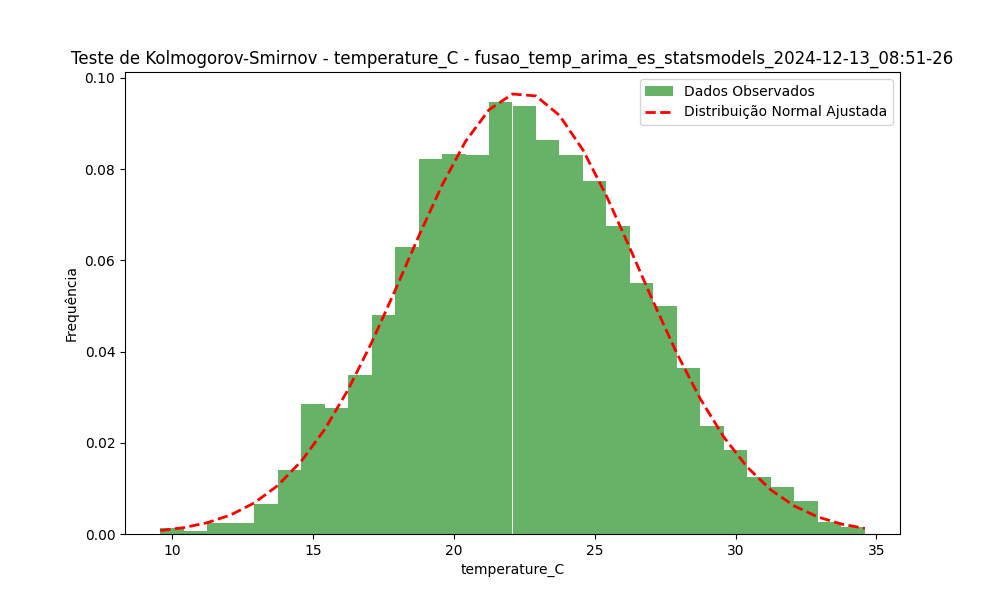 Teste de Kolmogorov-Smirnov - temperature_C - fusao_temp_arima_es_statsmodels_2024-12-13_08:51-26
Dados Observados
Distribuição Normal Ajustada
0.10
0.08
0.06
0.04
0.02
0.00
Frequência
10
15
20
25
30
35
temperature_C